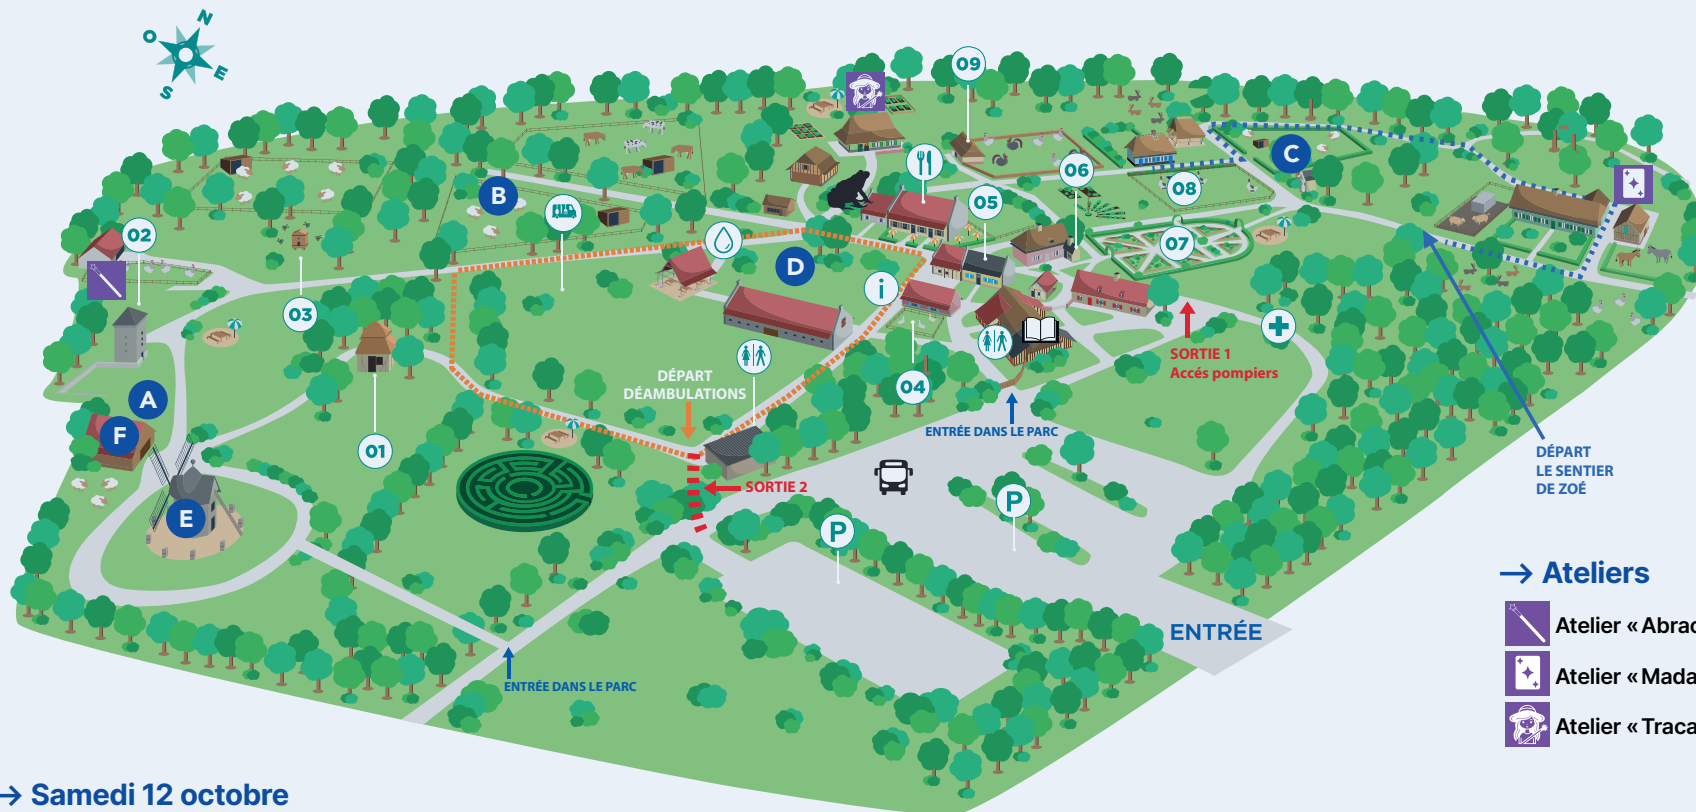 N
O
E
S
09
C
06
05
08
B
02
07
D
i
03
SORTIE 1
Accés pompiers
DÉPART
DÉAMBULATIONS
04
A
F
01
ENTRÉE DANS LE PARC
DÉPART
LE SENTIER
DE ZOÉ
SORTIE 2
P
P
E
→ Ateliers
ENTRÉE
Atelier « Abrac
Atelier « Mada
Atelier « Traca
ENTRÉE DANS LE PARC
→ Samedi 12 octobre